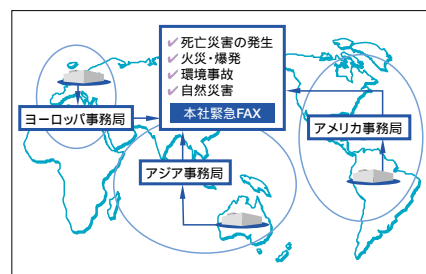 ✓死亡災害の発生
✓火災・爆発
✓環境事故
✓自然災害
本社緊急FAX
ヨーロッパ事務局
アメリカ事務局
アジア事務局